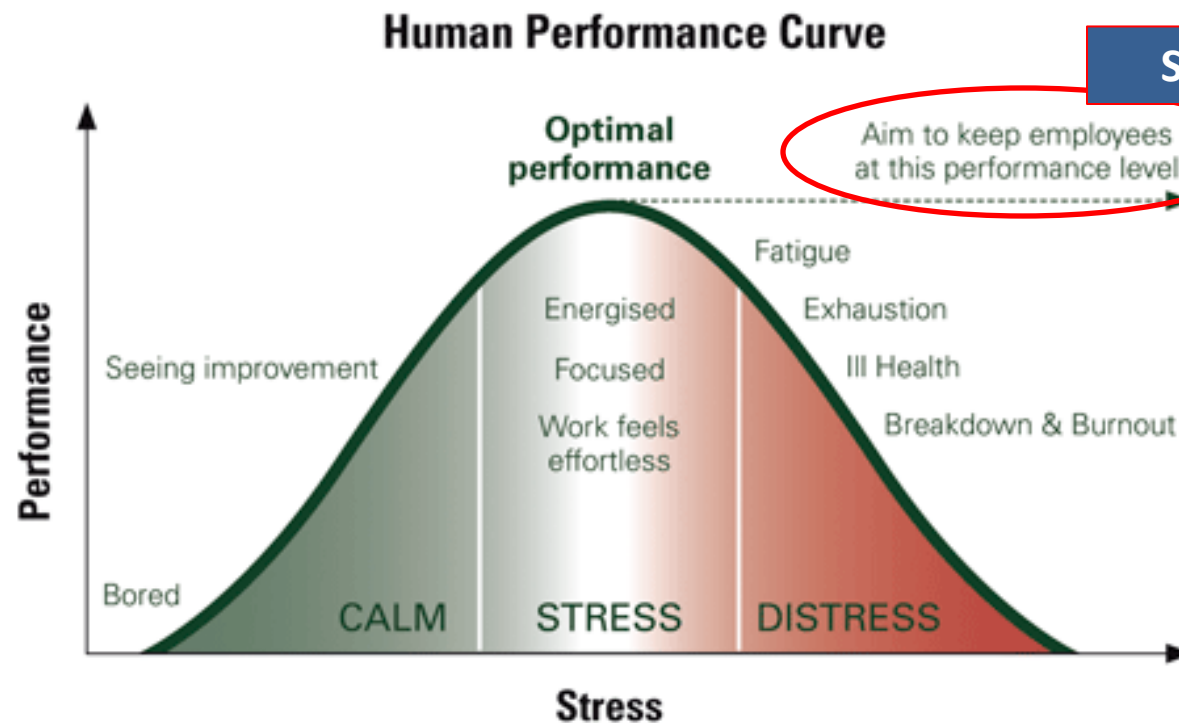 Human Performance Curve
S
Optimal
performance
Aim to keep employees
at this performance level
Fatigue
Energised
Exhaustion
Seeing improvement
Focused
Ill Health
Work feels
effortless
Breakdown & Burnout
Performance
Bored
CALM
STRESS
DISTRESS
Stress